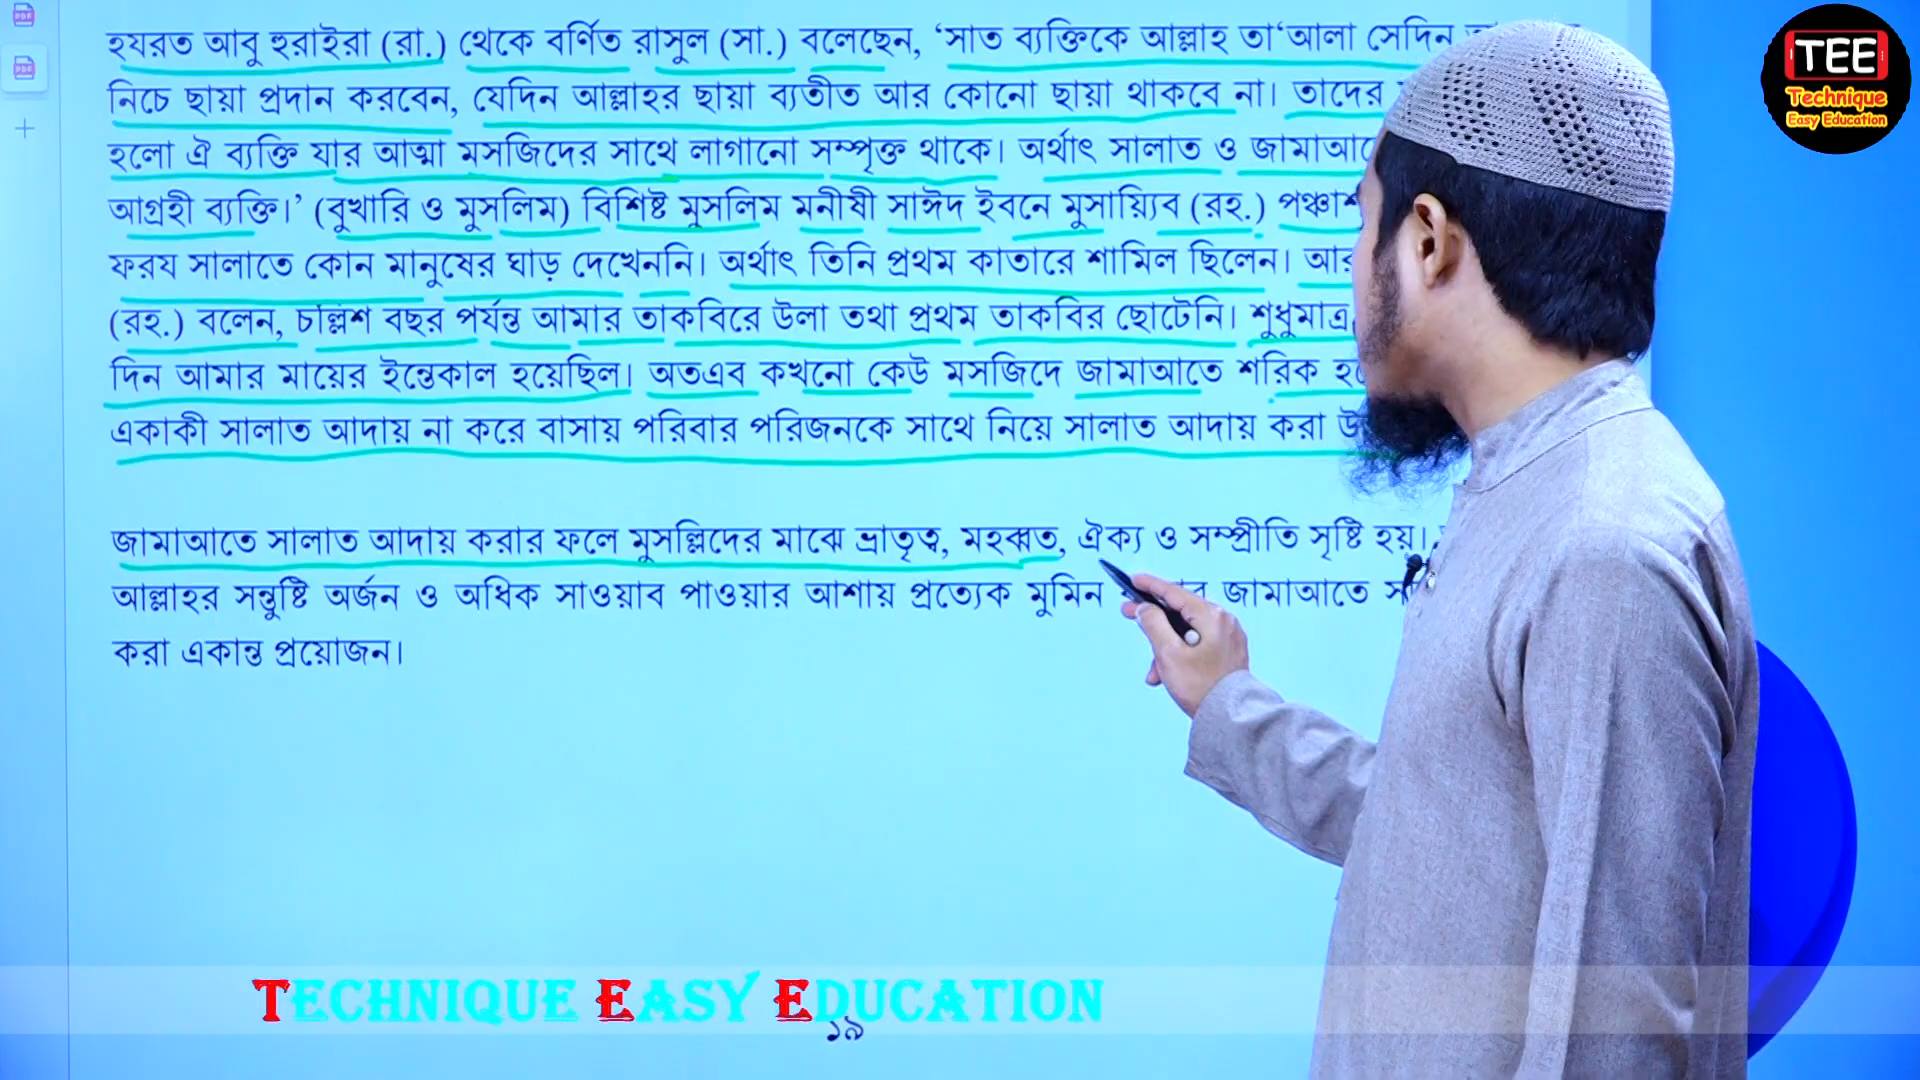 হযরত আবু হুরাইরা (রা.) থেকে বর্ণিত রাসুল (সা.) বলেছেন, ‘সাত ব্যক্তিকে আল্লাহ তা‘আলা সেদিন
নিচে ছায়া প্রদান করবেন, যেদিন আল্লাহর ছায়া ব্যতীত আর কোনো ছায়া থাকবে না। তাদের
হলো ঐ ব্যক্তি যার আত্মা মসজিদের সাথে লাগানো সম্পৃক্ত থাকে। অর্থাৎ সালাত ও
আগ্রহী ব্যক্তি।’ (বুখারি ও মুসলিম) বিশিষ্ট মুসলিম মনীষী সাঈদ ইবনে মুসায়্যিব (রহ.)
ফরয সালাতে কোন মানুষের ঘাড় দেখেননি। অর্থাৎ তিনি প্রথম কাতারে শামিল ছিলেন।
(রহ.) বলেন, চল্লিশ বছর পর্যন্ত আমার তাকবিরে উলা তথা প্রথম তাকবির ছোটেনি। শুধুমাত্র
দিন আমার মায়ের ইন্তেকাল হয়েছিল। অতএব কখনো কেউ মসজিদে জামাআতে শরিক
একাকী সালাত আদায় না করে বাসায় পরিবার পরিজনকে সাথে নিয়ে সালাত আদায় করা
জামাআতে সালাত আদায় করার ফলে মুসল্লিদের মাঝে ভ্রাতৃত্ব, মহব্বত, ঐক্য ও সম্প্রীতি সৃষ্টি হয়।
আল্লাহর সন্তুষ্টি অর্জন ও অধিক সাওয়াব পাওয়ার আশায় প্রত্যেক মুমিন জামাআতে
করা একান্ত প্রয়োজন।
TECHNIQUE EASY EDUCATION
১৯
TEE
Technique
Easy Education